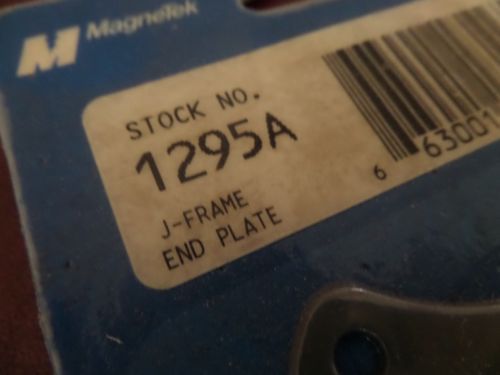 M MagneTek
STOCK NO.
1295A
J-FRAME
END PLATE
6 63001